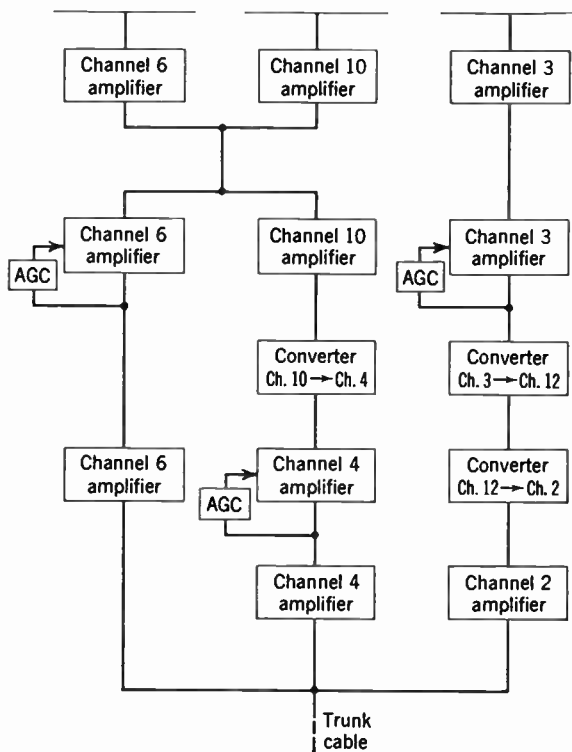 Channel 6
amplifier
Channel 10
amplifier
Channel 3
amplifier
Channel 6
amplifier
AGC
Channel 10
amplifier
Channel 3
amplifier
AGC
Converter
Ch. 10 → Ch. 4
Converter
Ch. 3 → Ch. 12
Channel 6
amplifier
Channel 4
amplifier
AGC
Converter
Ch. 12 → Ch. 2
Channel 4
amplifier
Channel 2
amplifier
Trunk
cable